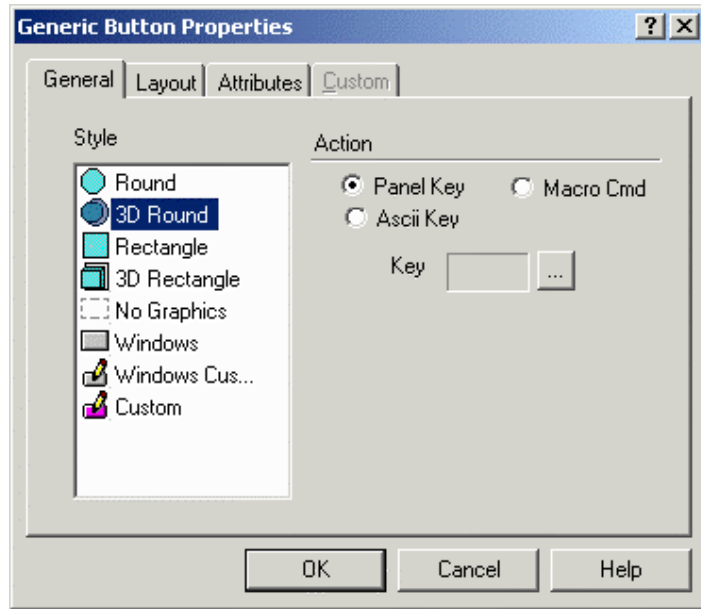 Generic Button Properties
General Layout Attributes Custom
Style
Action
Round
3D Round
Rectangle
3D Rectangle
No Graphics
Windows
Windows Cus...
Custom
Panel Key Macro Cmd
Ascii Key
Key ...
OK Cancel Help